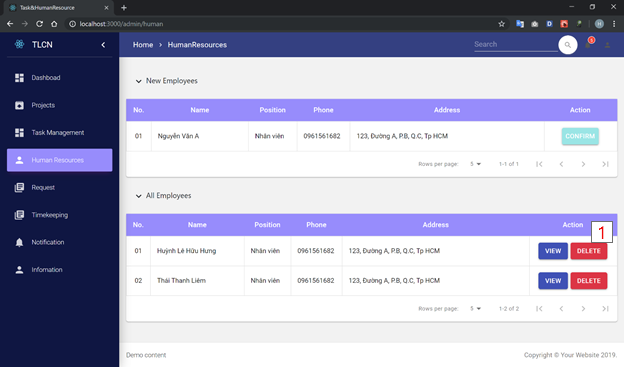 Task&HumanResource
localhost:3000/admin/human
H
TLCN
Home > HumanResources
Search
1
Dashboad
Projects
Task Management
Human Resources
Request
Timekeeping
Notification
Infomation
New Employees
No. Name Position Phone Address Action
01 Nguyễn Văn A Nhân viên 0961561682 123, Đường A, P.B, Q.C, Tp HCM CONFIRM
Rows per page: 5 1-1 of 1
All Employees
No. Name Position Phone Address Action
1
01 Huỳnh Lê Hữu Hưng Nhân viên 0961561682 123, Đường A, P.B, Q.C, Tp HCM VIEW DELETE
02 Thái Thanh Liêm Nhân viên 0961561682 123, Đường A, P.B, Q.C, Tp HCM VIEW DELETE
Rows per page: 5 1-2 of 2
Demo content Copyright © Your Website 2019.